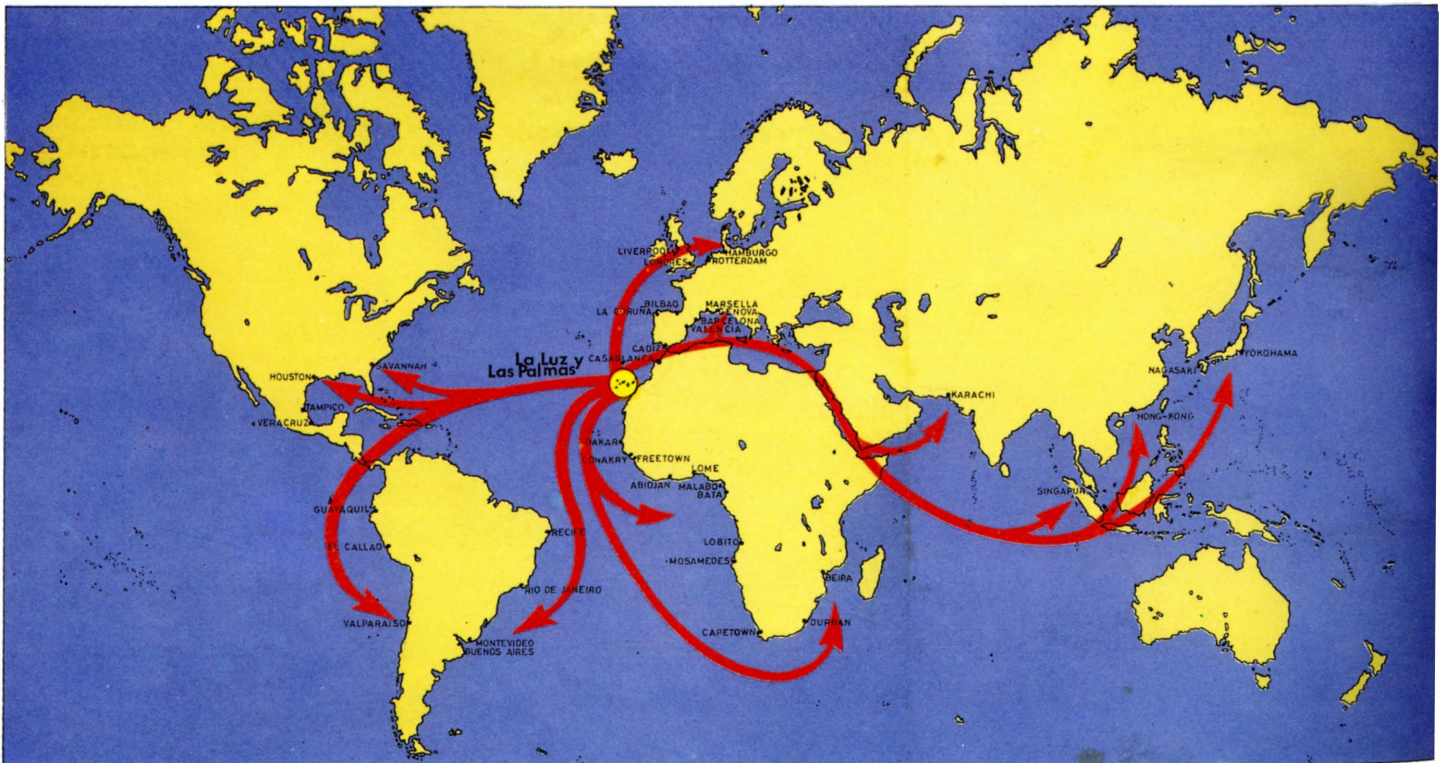 LIVERPOOL
HAMBURGO
LONDRES
ROTTERDAM
BILBAO
MARSELLA
LA CORUÑA
GENOVA
BARCELONA
VALENCIA
CADIZ
CASABLANCA
La Luz y
Las Palmas
SAVANNAH
HOUSTON
TAMPICO
VERACRUZ
YOKOHAMA
NAGASAKI
KARACHI
HONG-KONG
DAKAR
CONAKRY
FREETOWN
LOME
ABIDJAN
MALABO
BATA
SINGAPUR
GUAYAQUIL
RECIFE
EL CALLAO
LOBITO
MOSAMEDES
BEIRA
RIO DE JANEIRO
VALPARAISO
DURBAN
CAPETOWN
MONTEVIDEO
BUENOS AIRES